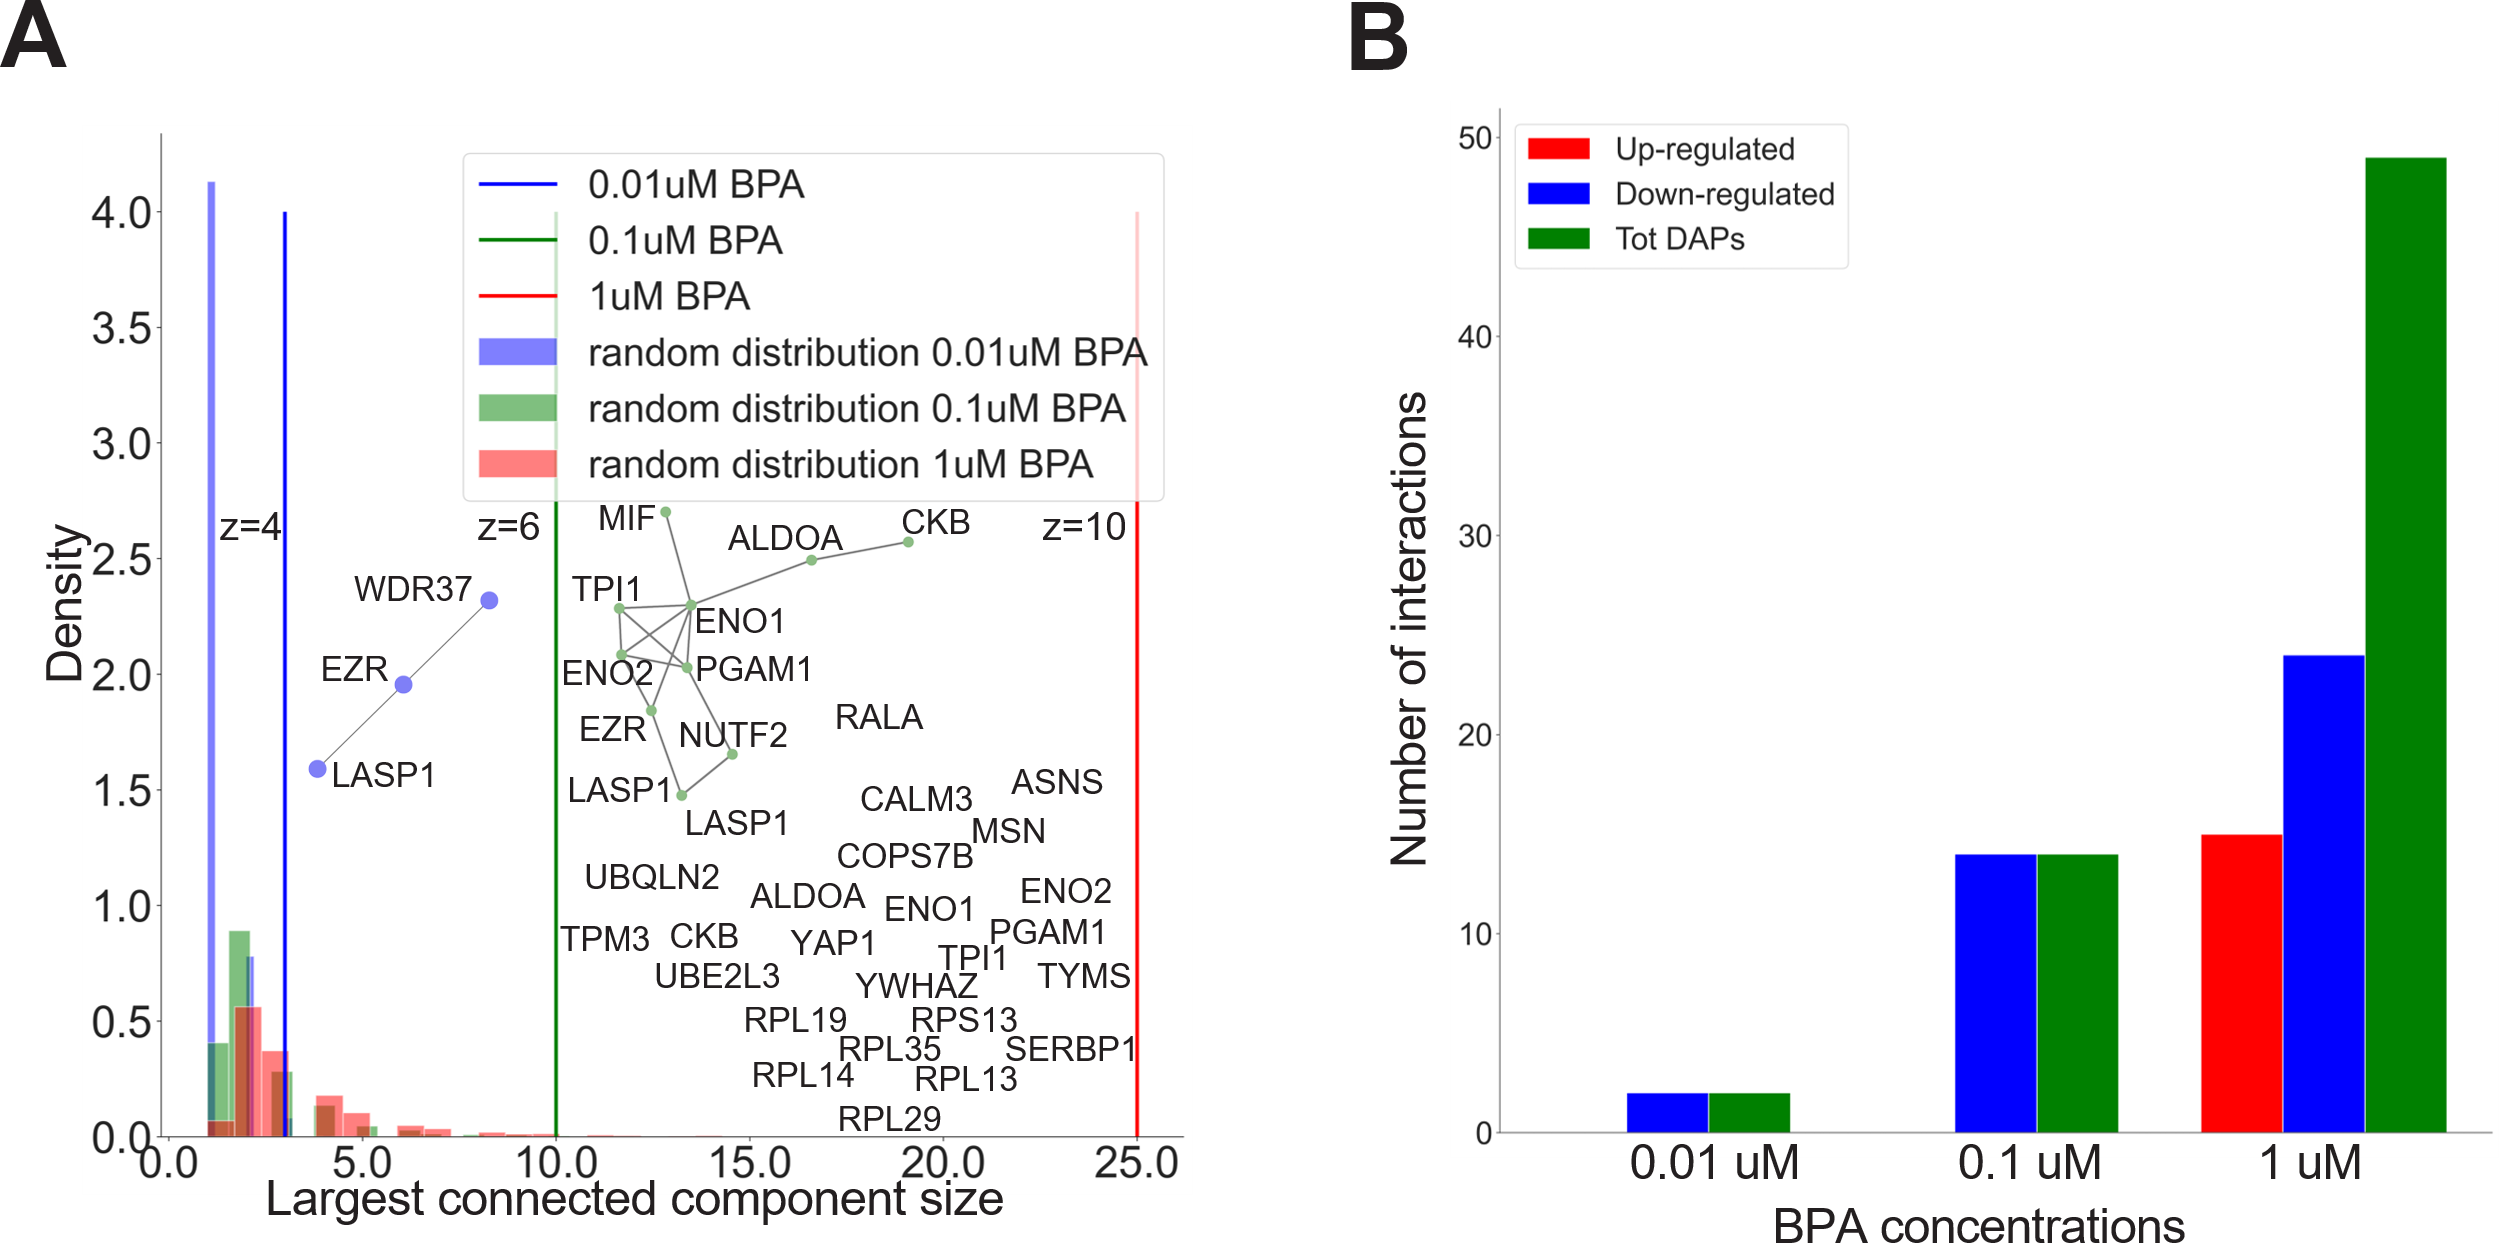 A
4.0
3.5
3.0
2.5
2.0
1.5
1.0
0.5
0.0
Density
0.01uM BPA
0.1uM BPA
1uM BPA
random distribution 0.01uM BPA
random distribution 0.1uM BPA
random distribution 1uM BPA
z=4
z=6
z=10
WDR37
EZR
LASP1
MIF
ALDOA
CKB
TPI1
ENO1
ENO2
PGAM1
EZR
NUTF2
LASP1
LASP1
RALA
ASNS
CALM3
MSN
COPS7B
UBQLN2
ALDOA
ENO2
ENO1
TPM3
CKB
YAP1
PGAM1
TPI1
UBE2L3
YWHAZ
TYMS
RPL19
RPS13
RPL35
SERBP1
RPL14
RPL13
RPL29
0.0 5.0 10.0 15.0 20.0 25.0
Largest connected component size
B
50
40
30
20
10
0
Number of interactions
Up-regulated
Down-regulated
Tot DAPs
0.01 uM 0.1 uM 1 uM
BPA concentrations